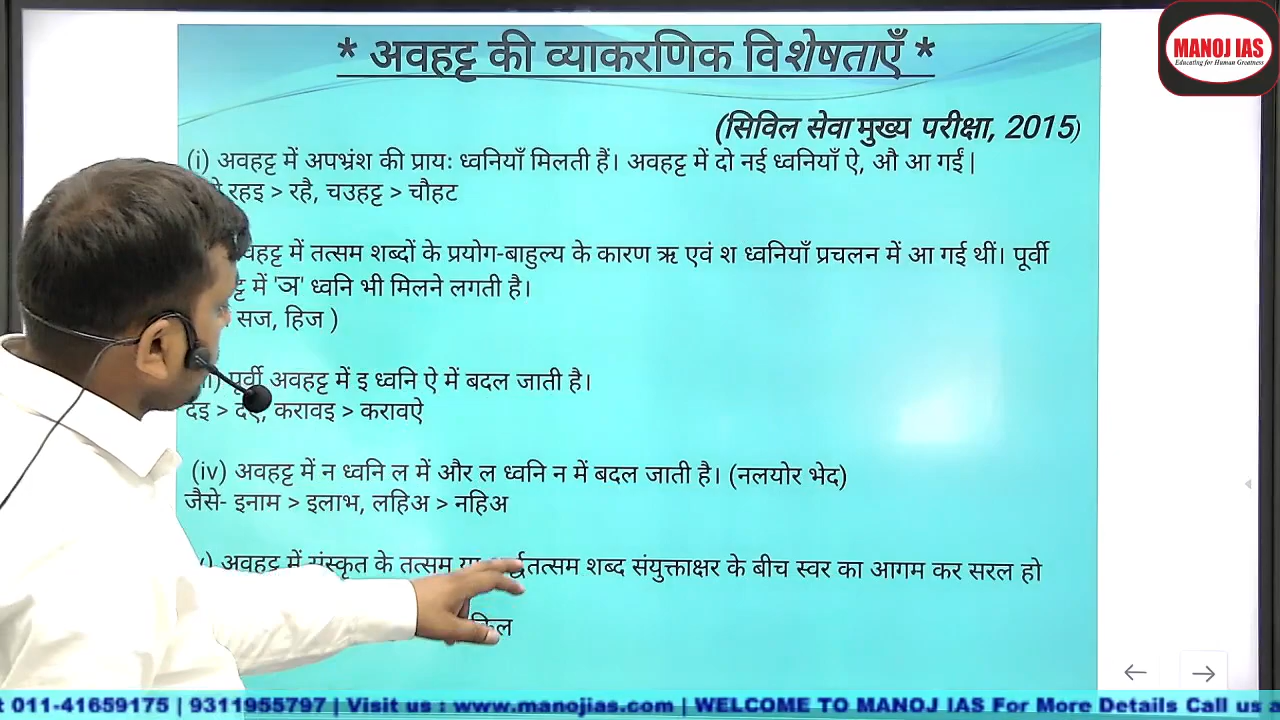 * अवहट्ट की व्याकरणिक विशेषताएँ *
MANOJ IAS
Educating for Human Greatness
(सिविल सेवा मुख्य परीक्षा, 2015)
(i) अवहट्ट में अपभ्रंश की प्रायः ध्वनियाँ मिलती हैं। अवहट्ट में दो नई ध्वनियाँ ऐ, औ आ गईं |
रहइ > रहै, चउहट्ट > चौहट
में तत्सम शब्दों के प्रयोग-बाहुल्य के कारण ऋ एवं श ध्वनियाँ प्रचलन में आ गई थीं। पूर्वी
में 'ञ' ध्वनि भी मिलने लगती है।
सज, हिज )
पूर्वी अवहट्ट में इ ध्वनि ऐ में बदल जाती है।
दइ > करावइ > करावऐ
(iv) अवहट्ट में न ध्वनि ल में और ल ध्वनि न में बदल जाती है। (नलयोर भेद)
जैसे- इनाम > इलाभ, लहिअ > नहिअ
अवहट्ट में संस्कृत के तत्सम या शब्द संयुक्ताक्षर के बीच स्वर का आगम कर सरल हो
011-41659175 | 9311955797 | Visit us : www.manojias.com | WELCOME TO MANOJ IAS For More Details Call us